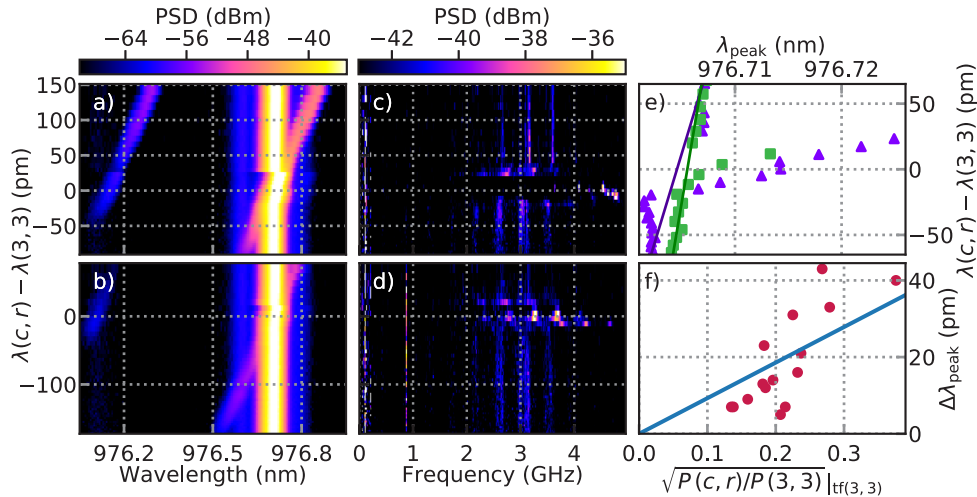 PSD (dBm)
−64 −56 −48 −40
PSD (dBm)
−42 −39 −36
λpeak (nm)
976.71 976.72
a)
150
100
50
0
−50
c)
e)
50
0
−50
b)
0
−100
976.2 976.5 976.8
Wavelength (nm)
d)
0 1 2 3 4
Frequency (GHz)
f)
40
20
0
0.0 0.1 0.2 0.3
√P(c, r)/P(3, 3)|tf(3, 3)
λ(c, r) − λ(3, 3) (pm)
λ(c, r) − λ(3, 3) (pm)
Δλpeak (pm)